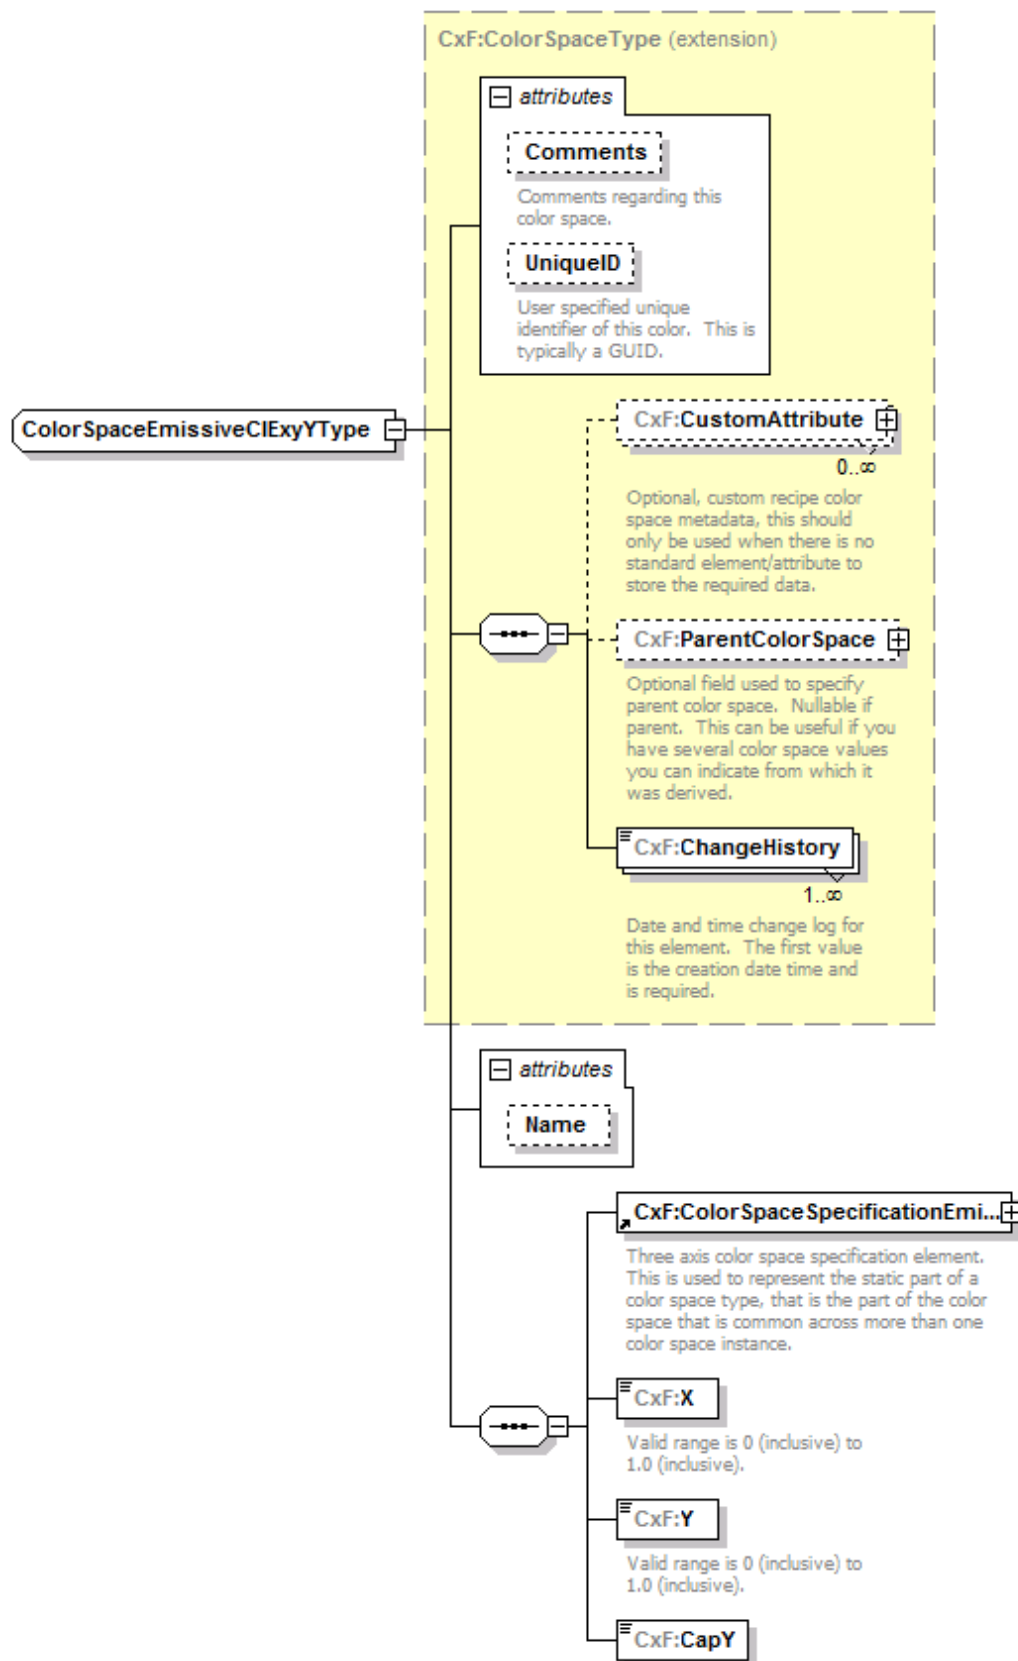 CxF:ColorSpaceType (extension)
attributes
Comments
Comments regarding this
color space.
UniqueID
User specified unique
identifier of this color.  This is
typically a GUID.
ColorSpaceEmissiveCIExyYType
CxF:CustomAttribute
0..∞
Optional, custom recipe color
space metadata, this should
only be used when there is no
standard element/attribute to
store the required data.
CxF:ParentColorSpace
Optional field used to specify
parent color space.  Nullable if
parent.  This can be useful if you
have several color space values
you can indicate from which it
was derived.
CxF:ChangeHistory
1..∞
Date and time change log for
this element.  The first value
is the creation date time and
is required.
attributes
Name
CxF:ColorSpaceSpecificationEmi...
Three axis color space specification element.
This is used to represent the static part of a
color space type, that is the part of the color
space that is common across more than one
color space instance.
CxF:X
Valid range is 0 (inclusive) to
1.0 (inclusive).
CxF:Y
Valid range is 0 (inclusive) to
1.0 (inclusive).
CxF:CapY